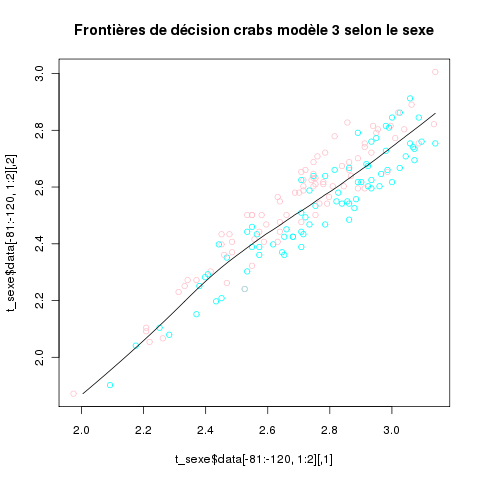 Frontières de décision crabs modèle 3 selon le sexe
t_sexe$data[-81:-120, 1:2][,2]
3.0
2.8
2.6
2.4
2.2
2.0
2.0 2.2 2.4 2.6 2.8 3.0
t_sexe$data[-81:-120, 1:2][,1]